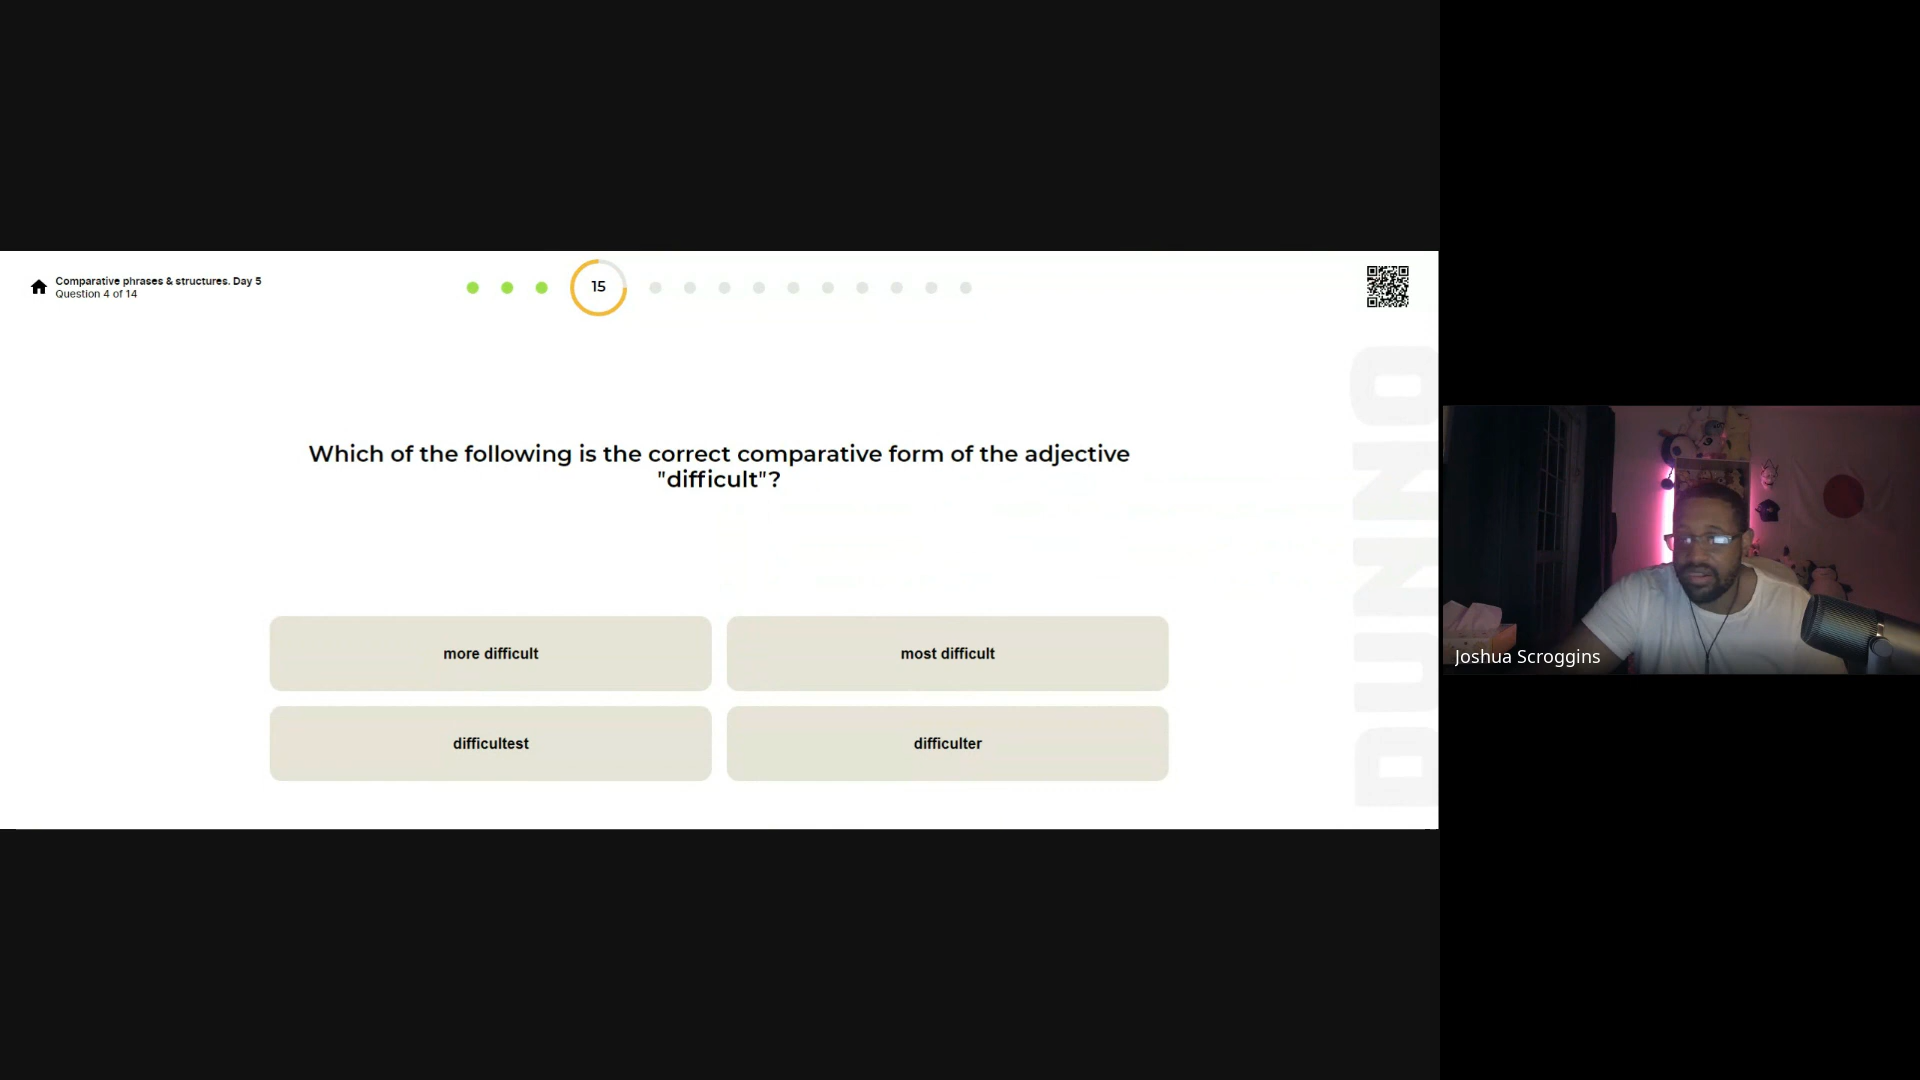 Comparative phrases & structures. Day 5
Question 4 of 14
15
Which of the following is the correct comparative form of the adjective
"difficult"?
more difficult
most difficult
difficultest
difficulter
DUNNO
Joshua Scroggins